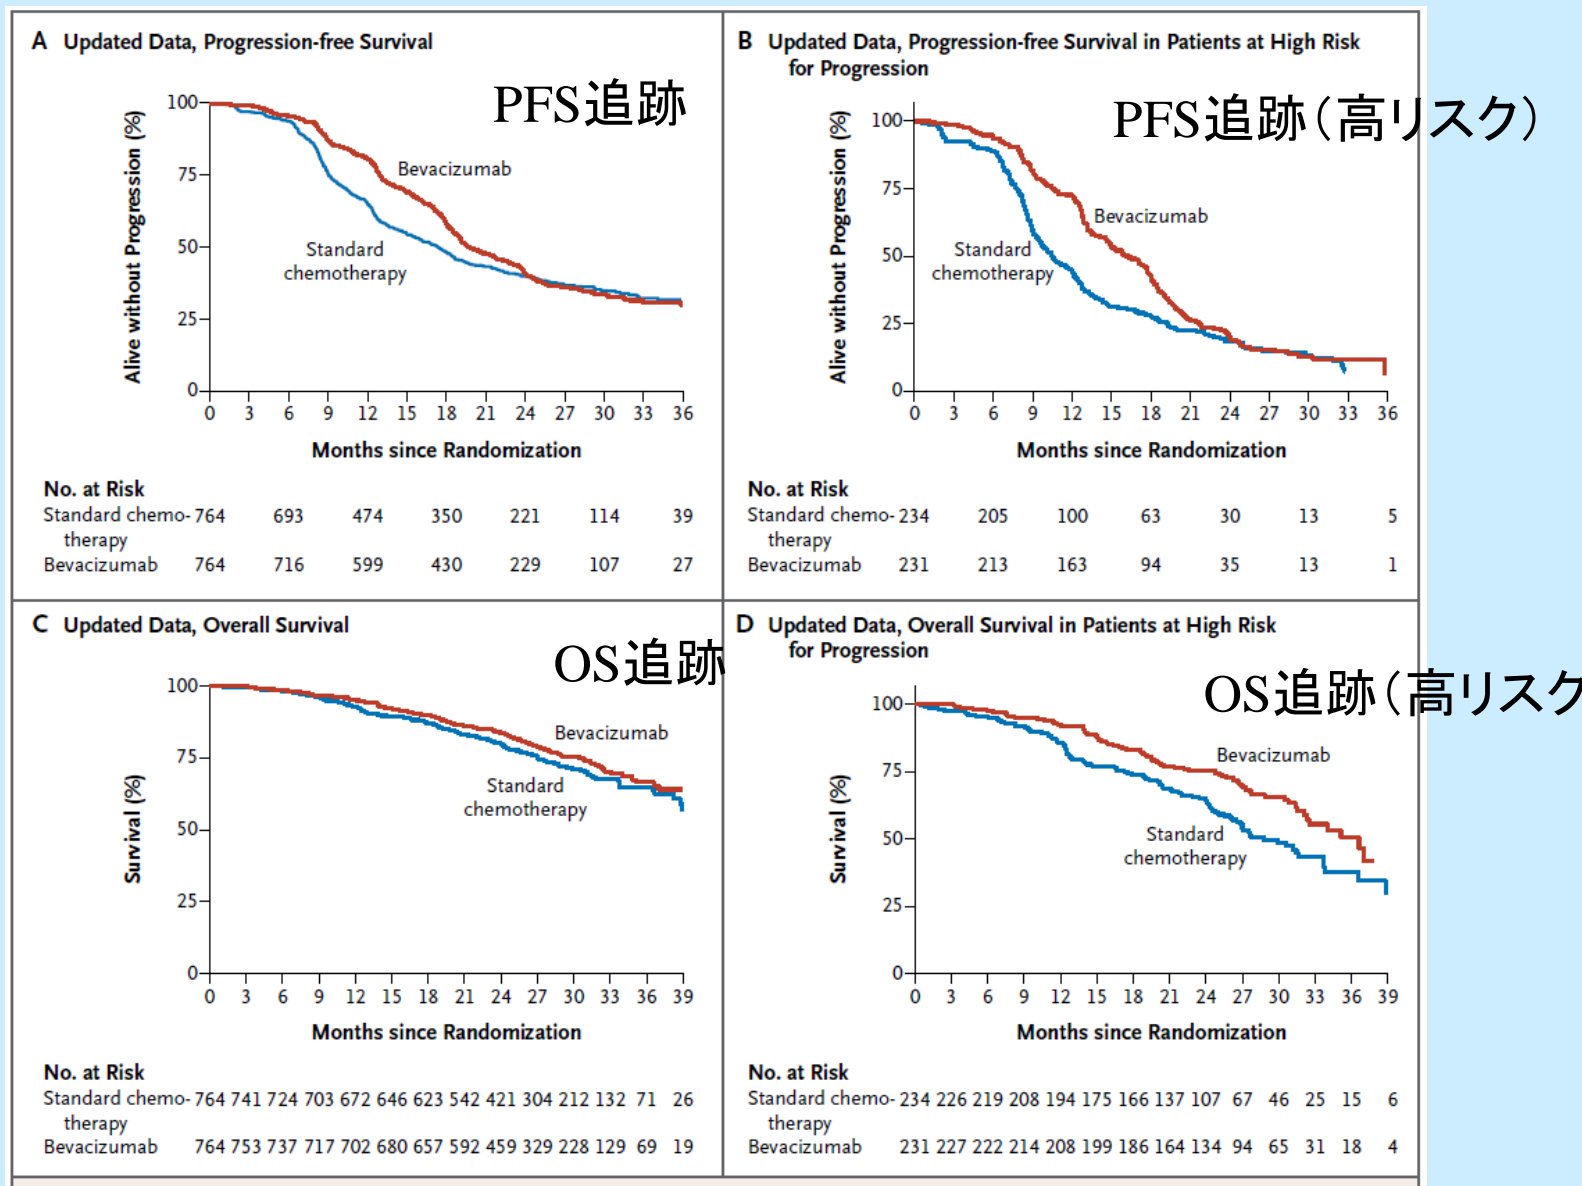 A Updated Data, Progression-free Survival
PFS追跡
Alive without Progression (%)
100
75
50
25
0
Bevacizumab
Standard
chemotherapy
0 3 6 9 12 15 18 21 24 27 30 33 36
Months since Randomization
No. at Risk
Standard chemo- 764 693 474 350 221 114 39
therapy
Bevacizumab 764 716 599 430 229 107 27
B Updated Data, Progression-free Survival in Patients at High Risk
for Progression
PFS追跡（高リスク）
Alive without Progression (%)
100
75
50
25
0
Bevacizumab
Standard
chemotherapy
0 3 6 9 12 15 18 21 24 27 30 33 36
Months since Randomization
No. at Risk
Standard chemo- 234 205 100 63 30 13 5
therapy
Bevacizumab 231 213 163 94 35 13 1
C Updated Data, Overall Survival
OS追跡
Survival (%)
100
75
50
25
0
Bevacizumab
Standard
chemotherapy
0 3 6 9 12 15 18 21 24 27 30 33 36 39
Months since Randomization
No. at Risk
Standard chemo- 764 741 724 703 672 646 623 542 421 304 212 132 71 26
therapy
Bevacizumab 764 753 737 717 702 680 657 592 459 329 228 129 69 19
D Updated Data, Overall Survival in Patients at High Risk
for Progression
OS追跡（高リスク
Survival (%)
100
75
50
25
0
Bevacizumab
Standard
chemotherapy
0 3 6 9 12 15 18 21 24 27 30 33 36 39
Months since Randomization
No. at Risk
Standard chemo- 234 226 219 208 194 175 166 137 107 67 46 25 15 6
therapy
Bevacizumab 231 227 222 214 208 199 186 164 134 94 65 31 18 4